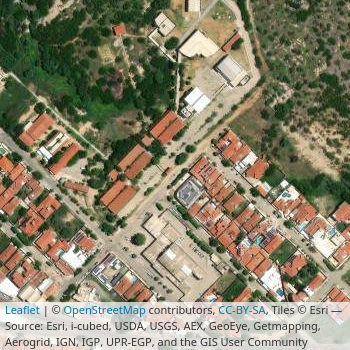 Leaflet | © OpenStreetMap contributors, CC-BY-SA, Tiles © Esri —
Source: Esri, i-cubed, USDA, USGS, AEX, GeoEye, Getmapping,
Aerogrid, IGN, IGP, UPR-EGP, and the GIS User Community